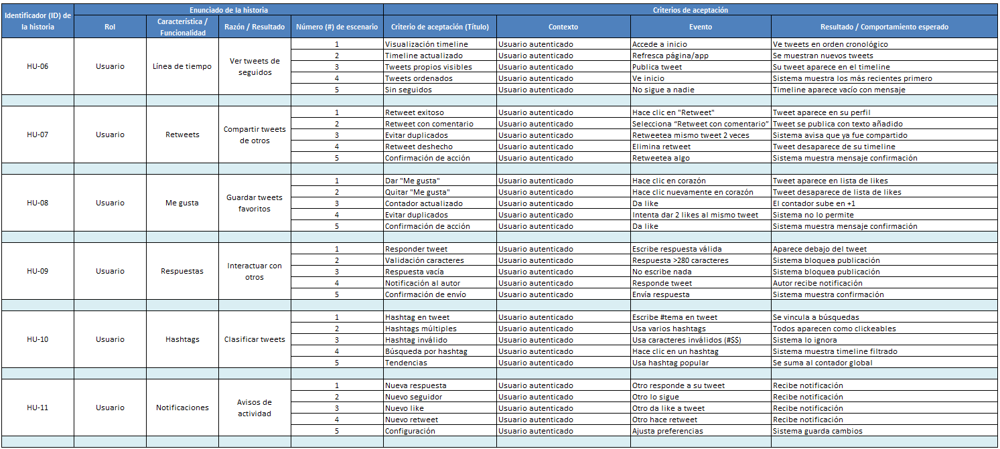 Identificador (ID) de la historia | Enunciado de la historia | Criterios de aceptación
Rol | Característica / Funcionalidad | Razón / Resultado | Número (#) de escenario | Criterio de aceptación (Título) | Contexto | Evento | Resultado / Comportamiento esperado
HU-06 | Usuario | Línea de tiempo | Ver tweets de seguidos
1 | Visualización timeline | Usuario autenticado | Accede a inicio | Ve tweets en orden cronológico
2 | Timeline actualizado | Usuario autenticado | Refresca página/app | Se muestran nuevos tweets
3 | Tweets propios visibles | Usuario autenticado | Publica tweet | Su tweet aparece en el timeline
4 | Tweets ordenados | Usuario autenticado | Ve inicio | Sistema muestra los más recientes primero
5 | Sin seguidos | Usuario autenticado | No sigue a nadie | Timeline aparece vacío con mensaje
HU-07 | Usuario | Retweets | Compartir tweets de otros
1 | Retweet exitoso | Usuario autenticado | Hace clic en "Retweet" | Tweet aparece en su perfil
2 | Retweet con comentario | Usuario autenticado | Selecciona “Retweet con comentario” | Tweet se publica con texto añadido
3 | Evitar duplicados | Usuario autenticado | Retweetea mismo tweet 2 veces | Sistema avisa que ya fue compartido
4 | Retweet deshecho | Usuario autenticado | Elimina retweet | Tweet desaparece de su timeline
5 | Confirmación de acción | Usuario autenticado | Retweetea algo | Sistema muestra mensaje confirmación
HU-08 | Usuario | Me gusta | Guardar tweets favoritos
1 | Dar "Me gusta" | Usuario autenticado | Hace clic en corazón | Tweet aparece en lista de likes
2 | Quitar "Me gusta" | Usuario autenticado | Hace clic nuevamente en corazón | Tweet desaparece de lista de likes
3 | Contador actualizado | Usuario autenticado | Da like | El contador sube en +1
4 | Evitar duplicados | Usuario autenticado | Intenta dar 2 likes al mismo tweet | Sistema no lo permite
5 | Confirmación de acción | Usuario autenticado | Da like | Sistema muestra mensaje confirmación
HU-09 | Usuario | Respuestas | Interactuar con otros
1 | Responder tweet | Usuario autenticado | Escribe respuesta válida | Aparece debajo del tweet
2 | Validación caracteres | Usuario autenticado | Respuesta >280 caracteres | Sistema bloquea publicación
3 | Respuesta vacía | Usuario autenticado | No escribe nada | Sistema bloquea publicación
4 | Notificación al autor | Usuario autenticado | Responde tweet | Autor recibe notificación
5 | Confirmación de envío | Usuario autenticado | Envía respuesta | Sistema muestra confirmación
HU-10 | Usuario | Hashtags | Clasificar tweets
1 | Hashtag en tweet | Usuario autenticado | Escribe #tema en tweet | Se vincula a búsquedas
2 | Hashtags múltiples | Usuario autenticado | Usa varios hashtags | Todos aparecen como clickeables
3 | Hashtag inválido | Usuario autenticado | Usa caracteres inválidos (#$$) | Sistema lo ignora
4 | Búsqueda por hashtag | Usuario autenticado | Hace clic en un hashtag | Sistema muestra timeline filtrado
5 | Tendencias | Usuario autenticado | Usa hashtag popular | Se suma al contador global
HU-11 | Usuario | Notificaciones | Avisos de actividad
1 | Nueva respuesta | Usuario autenticado | Otro responde a su tweet | Recibe notificación
2 | Nuevo seguidor | Usuario autenticado | Otro lo sigue | Recibe notificación
3 | Nuevo like | Usuario autenticado | Otro da like a tweet | Recibe notificación
4 | Nuevo retweet | Usuario autenticado | Otro hace retweet | Recibe notificación
5 | Configuración | Usuario autenticado | Ajusta preferencias | Sistema guarda cambios